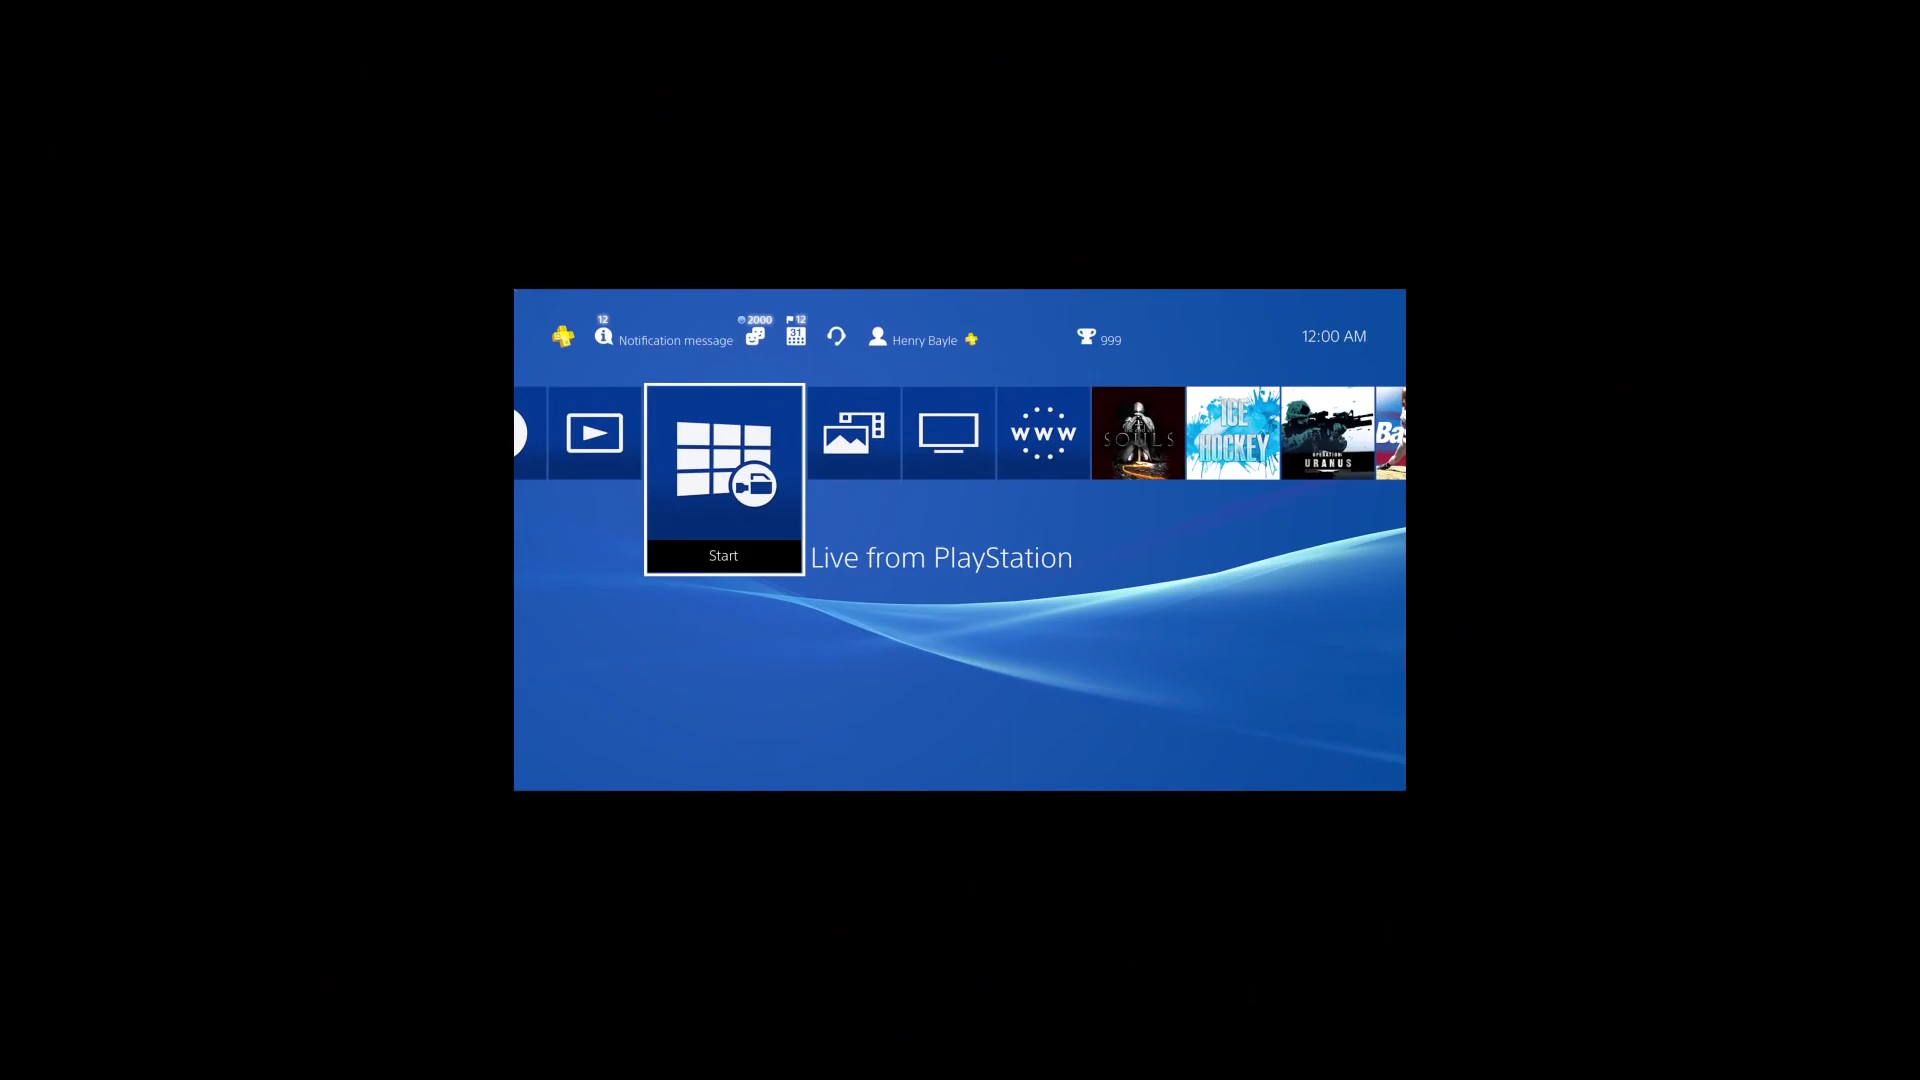 12
2000
12
31
Notification message
Henry Bayle
999
12:00 AM
www
SOULS
ICE
HOCKEY
OPERATION:
URANUS
Start
Live from PlayStation